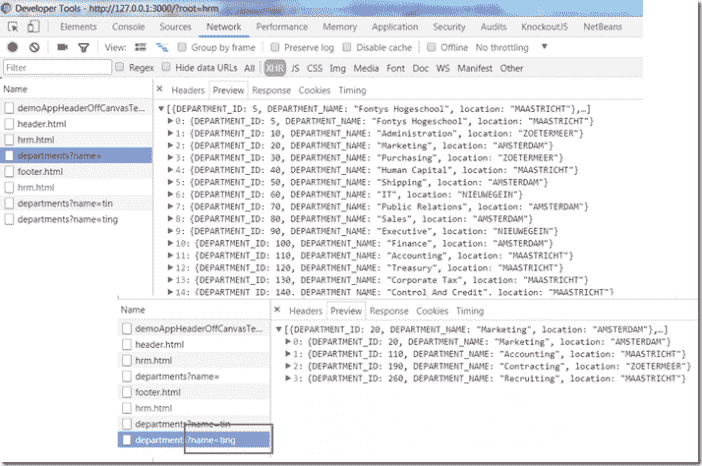 Developer Tools - http://127.0.0.1:3000/?root=hrm
Elements Console Sources Network Performance Memory Application Security Audits KnockoutJS NetBeans
View: Group by frame Preserve log Disable cache Offline No throttling
Filter Regex Hide data URLs All XHR JS CSS Img Media Font Doc WS Manifest Other
Name
demoAppHeaderOffCanvasTe...
header.html
hrm.html
departments?name=
footer.html
hrm.html
departments?name=tin
departments?name=ting
× Headers Preview Response Cookies Timing
[{DEPARTMENT_ID: 5, DEPARTMENT_NAME: "Fontys Hogeschool", location: "MAASTRICHT"},…]
0: {DEPARTMENT_ID: 5, DEPARTMENT_NAME: "Fontys Hogeschool", location: "MAASTRICHT"}
1: {DEPARTMENT_ID: 10, DEPARTMENT_NAME: "Administration", location: "ZOETERMEER"}
2: {DEPARTMENT_ID: 20, DEPARTMENT_NAME: "Marketing", location: "AMSTERDAM"}
3: {DEPARTMENT_ID: 30, DEPARTMENT_NAME: "Purchasing", location: "ZOETERMEER"}
4: {DEPARTMENT_ID: 40, DEPARTMENT_NAME: "Human Capital", location: "MAASTRICHT"}
5: {DEPARTMENT_ID: 50, DEPARTMENT_NAME: "Shipping", location: "AMSTERDAM"}
6: {DEPARTMENT_ID: 60, DEPARTMENT_NAME: "IT", location: "NIEUWEGEIN"}
7: {DEPARTMENT_ID: 70, DEPARTMENT_NAME: "Public Relations", location: "AMSTERDAM"}
8: {DEPARTMENT_ID: 80, DEPARTMENT_NAME: "Sales", location: "AMSTERDAM"}
9: {DEPARTMENT_ID: 90, DEPARTMENT_NAME: "Executive", location: "NIEUWEGEIN"}
10: {DEPARTMENT_ID: 100, DEPARTMENT_NAME: "Finance", location: "AMSTERDAM"}
11: {DEPARTMENT_ID: 110, DEPARTMENT_NAME: "Accounting", location: "MAASTRICHT"}
12: {DEPARTMENT_ID: 120, DEPARTMENT_NAME: "Treasury", location: "MAASTRICHT"}
13: {DEPARTMENT_ID: 130, DEPARTMENT_NAME: "Corporate Tax", location: "MAASTRICHT"}
14: {DEPARTMENT_ID: 140, DEPARTMENT_NAME: "Control And Credit", location: "MAASTRICHT"}
Name
demoAppHeaderOffCanvasTe...
header.html
hrm.html
departments?name=
footer.html
hrm.html
departments?name=tin
departments?name=ting
× Headers Preview Response Cookies Timing
[{DEPARTMENT_ID: 20, DEPARTMENT_NAME: "Marketing", location: "AMSTERDAM"},…]
0: {DEPARTMENT_ID: 20, DEPARTMENT_NAME: "Marketing", location: "AMSTERDAM"}
1: {DEPARTMENT_ID: 110, DEPARTMENT_NAME: "Accounting", location: "MAASTRICHT"}
2: {DEPARTMENT_ID: 190, DEPARTMENT_NAME: "Contracting", location: "ZOETERMEER"}
3: {DEPARTMENT_ID: 260, DEPARTMENT_NAME: "Recruiting", location: "MAASTRICHT"}